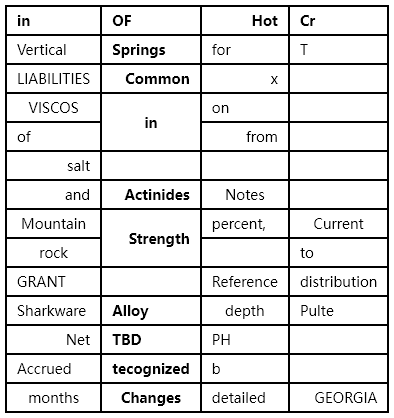 in OF Hot Cr
Vertical Springs for T
LIABILITIES Common x
VISCOS in on
of from
salt
and Actinides Notes
Mountain Strength percent, Current
rock to
GRANT Reference distribution
Sharkware Alloy depth Pulte
Net TBD PH
Accrued tecognized b
months Changes detailed GEORGIA